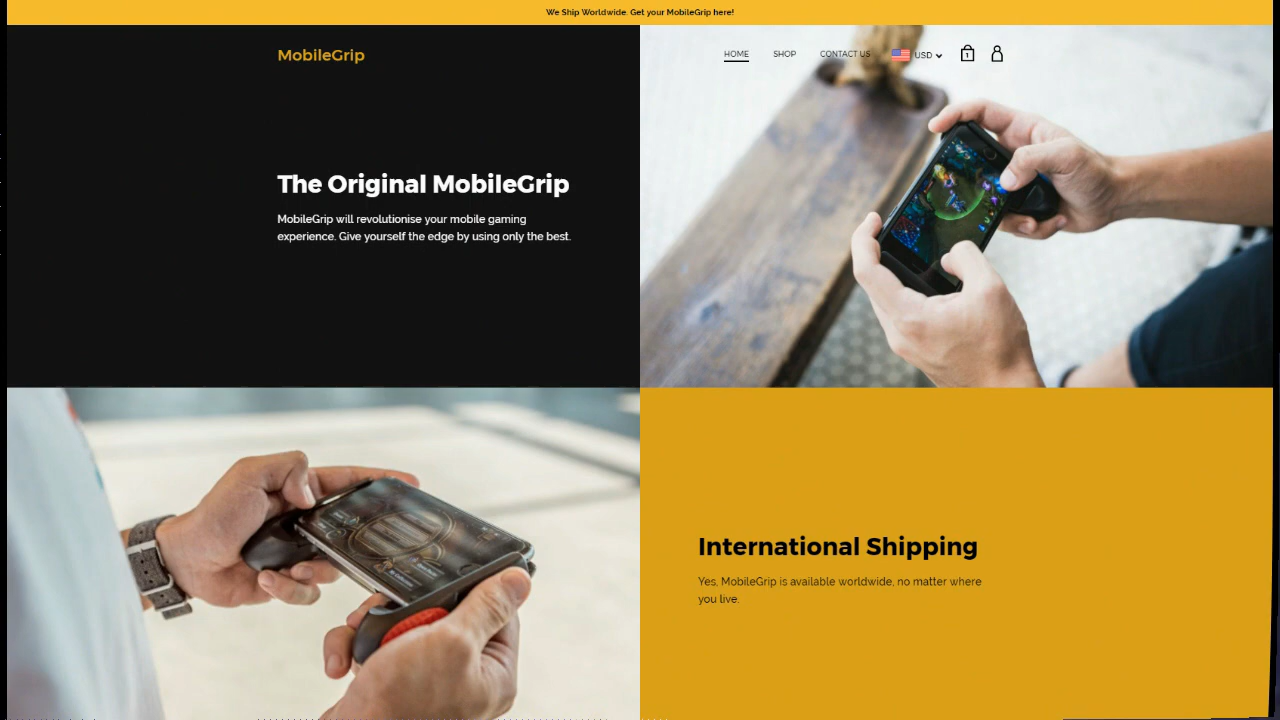 We Ship Worldwide. Get your MobileGrip here!
MobileGrip
HOME SHOP CONTACT US USD 1
The Original MobileGrip
MobileGrip will revolutionise your mobile gaming
experience. Give yourself the edge by using only the best.
International Shipping
Yes, MobileGrip is available worldwide, no matter where
you live.